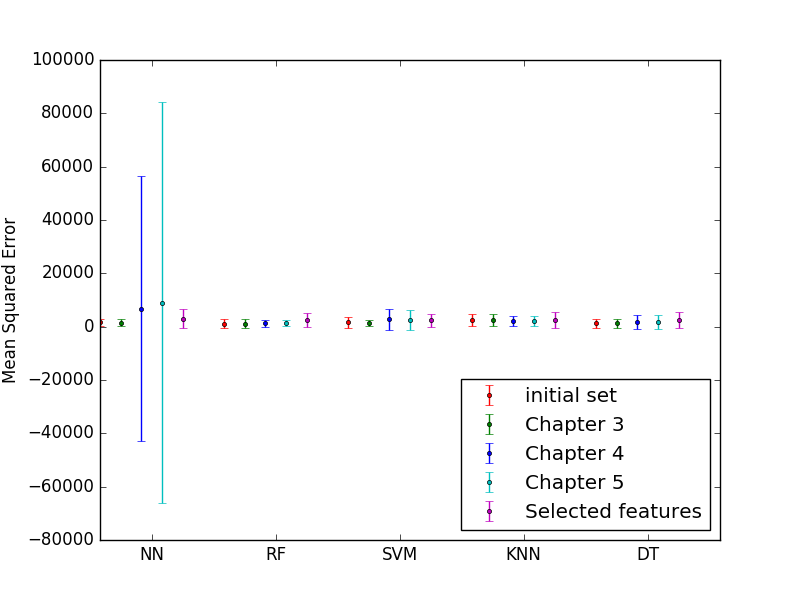 100000
80000
60000
40000
20000
0
−20000
−40000
−60000
−80000
Mean Squared Error
NN
RF
SVM
KNN
DT
initial set
Chapter 3
Chapter 4
Chapter 5
Selected features